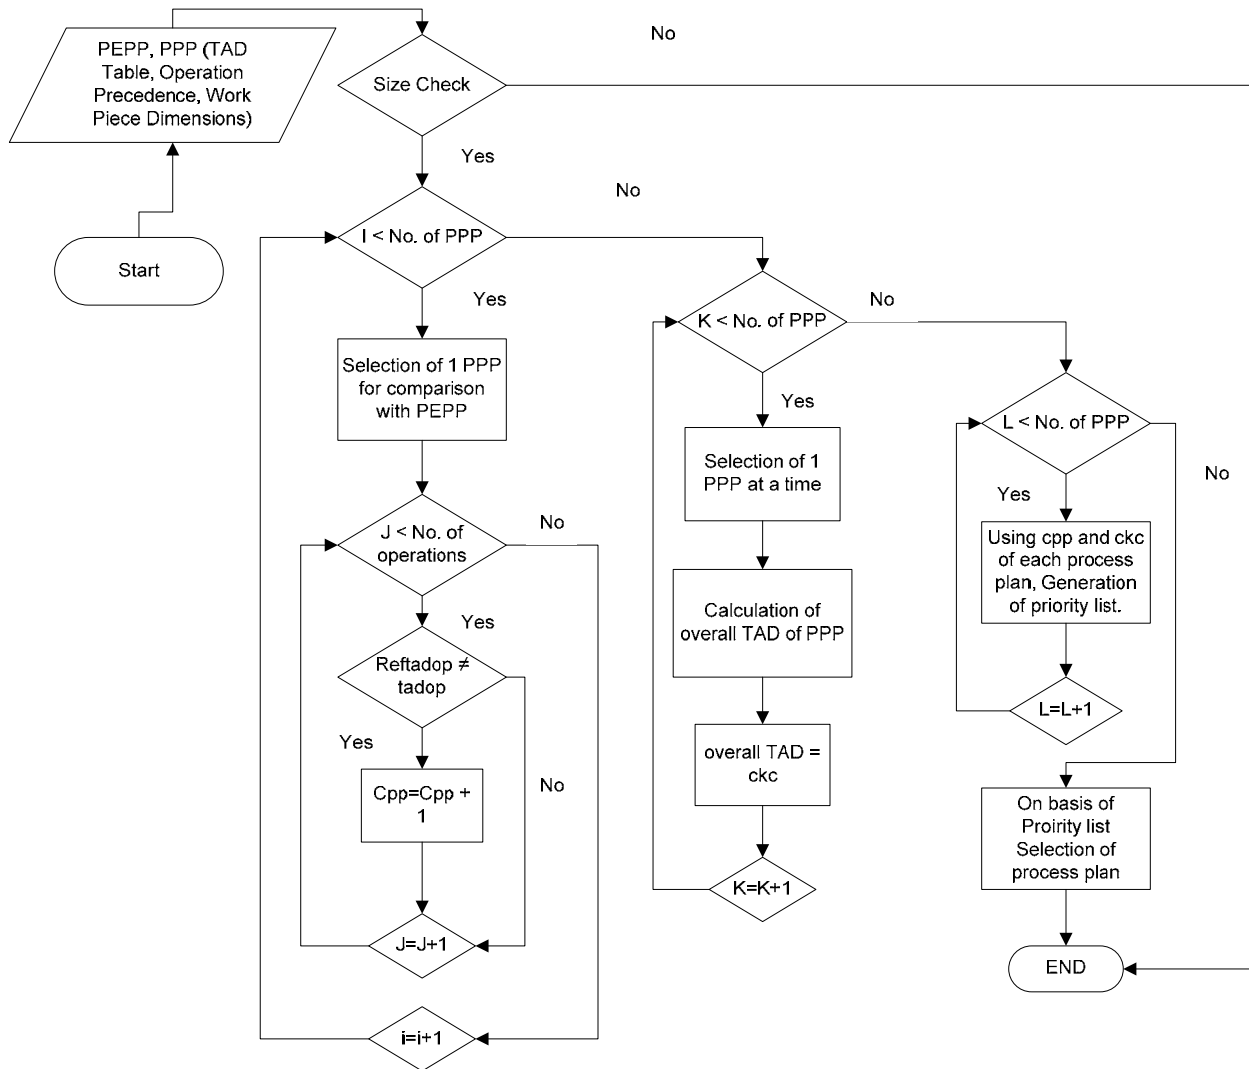 PEPP, PPP (TAD
Table, Operation
Precedence, Work
Piece Dimensions)
Start
Size Check
No
Yes
I < No. of PPP
No
Yes
Selection of 1 PPP
for comparison
with PEPP
J < No. of
operations
No
Yes
Reftadop ≠
tadop
Yes
No
Cpp=Cpp +
1
J=J+1
i=i+1
K < No. of PPP
No
Yes
Selection of 1
PPP at a time
Calculation of
overall TAD of PPP
overall TAD =
ckc
K=K+1
L < No. of PPP
No
Yes
Using cpp and ckc
of each process
plan, Generation
of priority list.
L=L+1
On basis of
Proirity list
Selection of
process plan
END